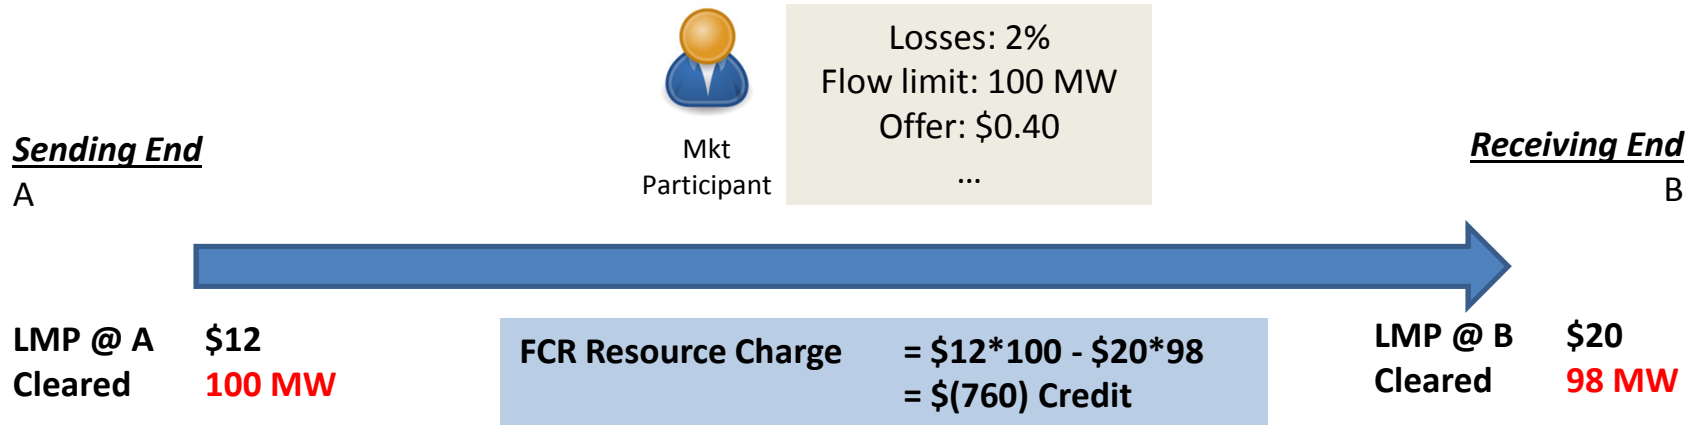 Losses: 2%
Flow limit: 100 MW
Offer: $0.40
...
Mkt
Participant
Sending End
A
Receiving End
B
LMP @ A $12
Cleared 100 MW
FCR Resource Charge = $12*100 - $20*98
= $(760) Credit
LMP @ B $20
Cleared 98 MW